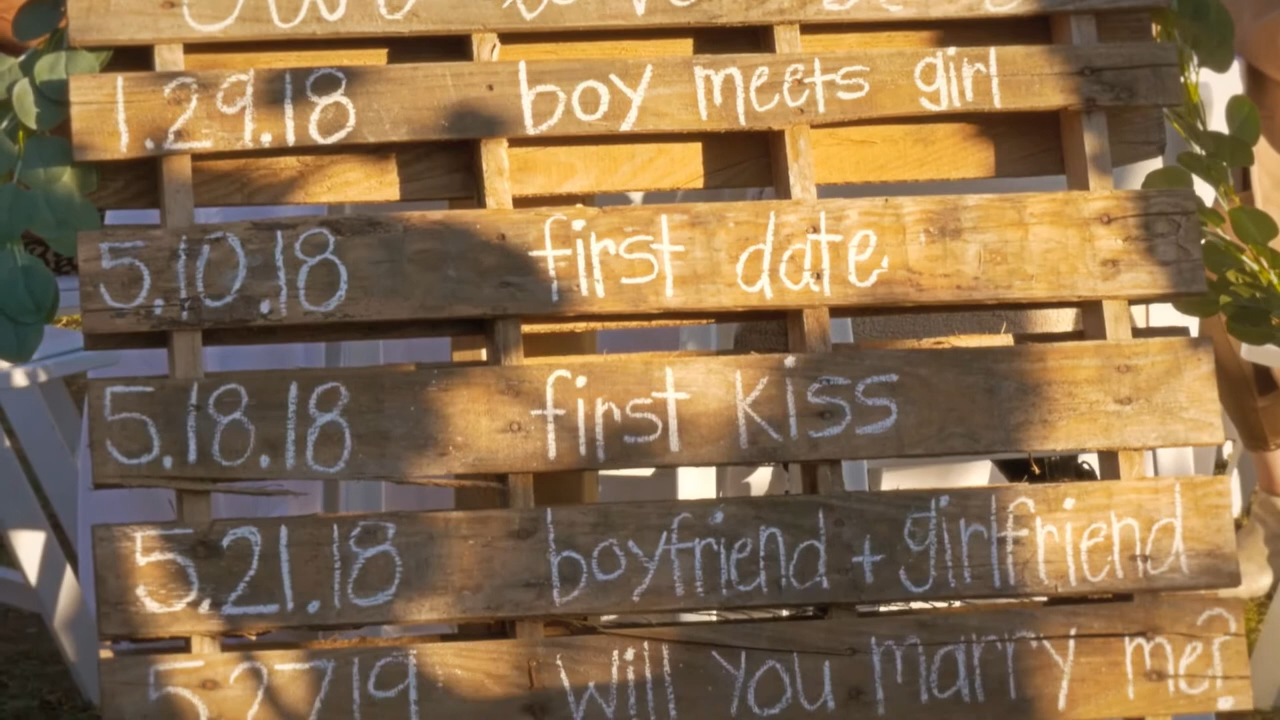 1.29.18 boy meets girl
5.10.18 first date
5.18.18 first kiss
5.21.18 boyfriend + girlfriend
5.27.19 will you marry me?